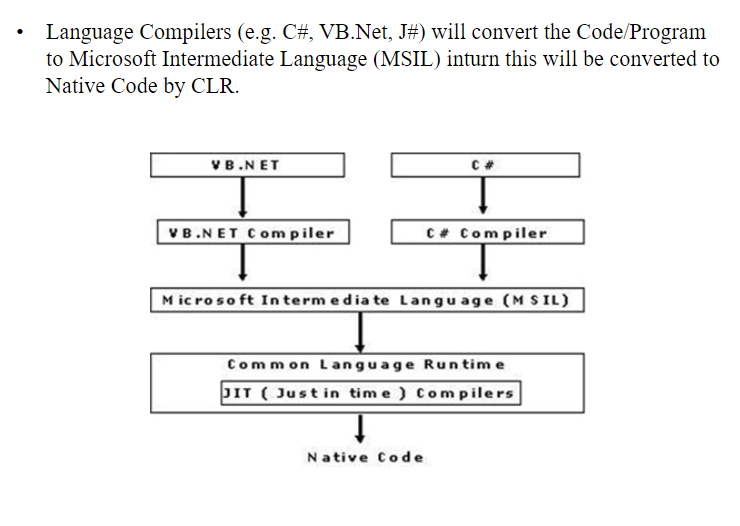 • Language Compilers (e.g. C#, VB.Net, J#) will convert the Code/Program
to Microsoft Intermediate Language (MSIL) inturn this will be converted to
Native Code by CLR.
VB.NET
C#
VB.NET Compiler
C# Compiler
Microsoft Intermediate Language (MSIL)
Common Language Runtime
JIT ( Just in time ) Compilers
Native Code